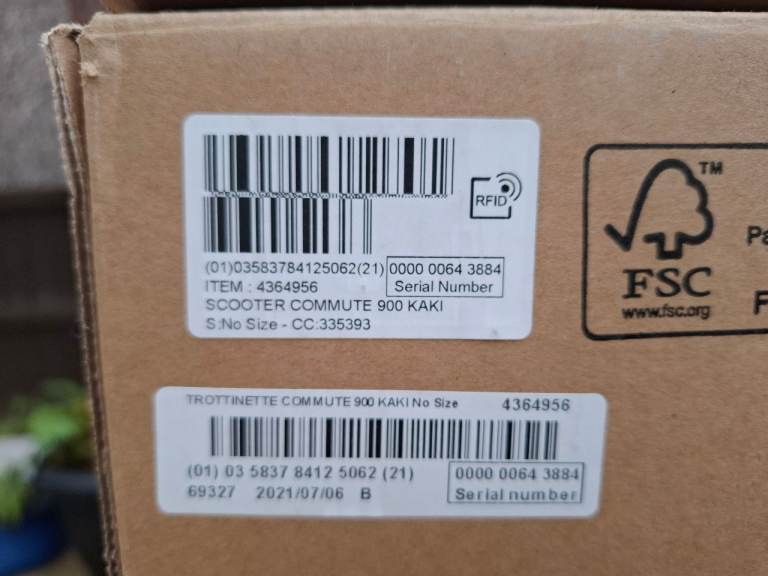 RFID
(01)03583784125062(21) 0000 0064 3884
ITEM : 4364956 Serial Number
SCOOTER COMMUTE 900 KAKI
S:No Size - CC:335393
TM
FSC
www.fsc.org
Pa
F
TROTTINETTE COMMUTE 900 KAKI No Size 4364956
(01) 03 5837 8412 5062 (21) 0000 0064 3884
69327 2021/07/06 B Serial number